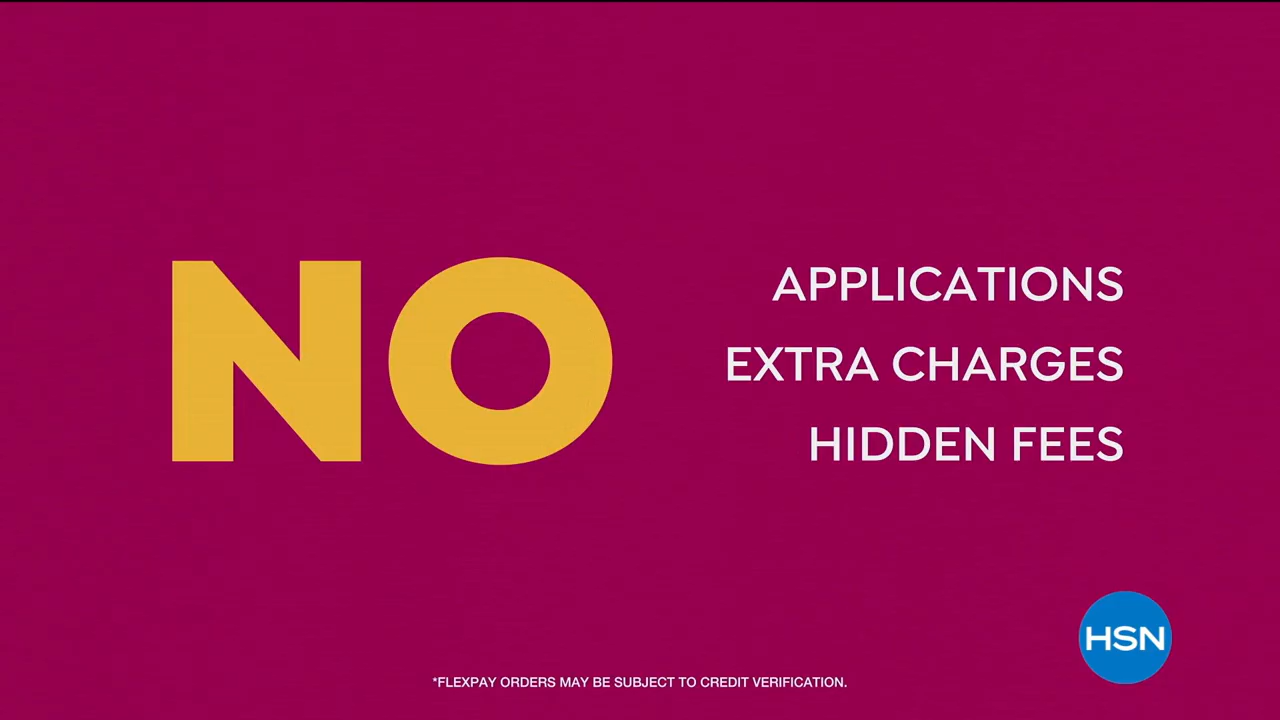 NO
APPLICATIONS
EXTRA CHARGES
HIDDEN FEES
HSN
*FLEXPAY ORDERS MAY BE SUBJECT TO CREDIT VERIFICATION.